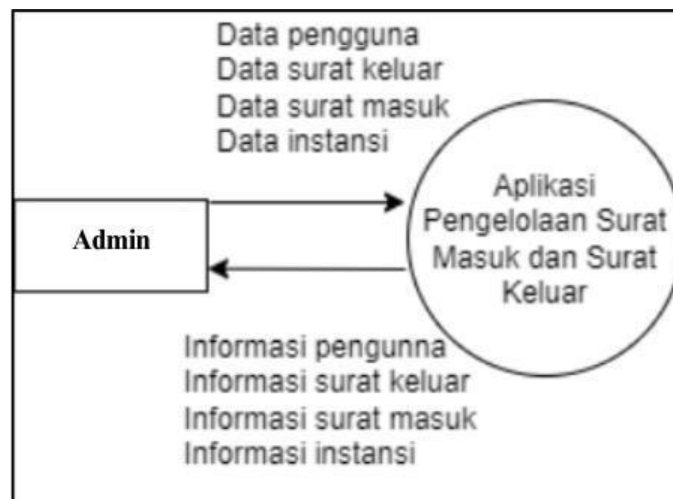 Data pengguna
Data surat keluar
Data surat masuk
Data instansi
Admin
Aplikasi
Pengelolaan Surat
Masuk dan Surat
Keluar
Informasi pengunna
Informasi surat keluar
Informasi surat masuk
Informasi instansi